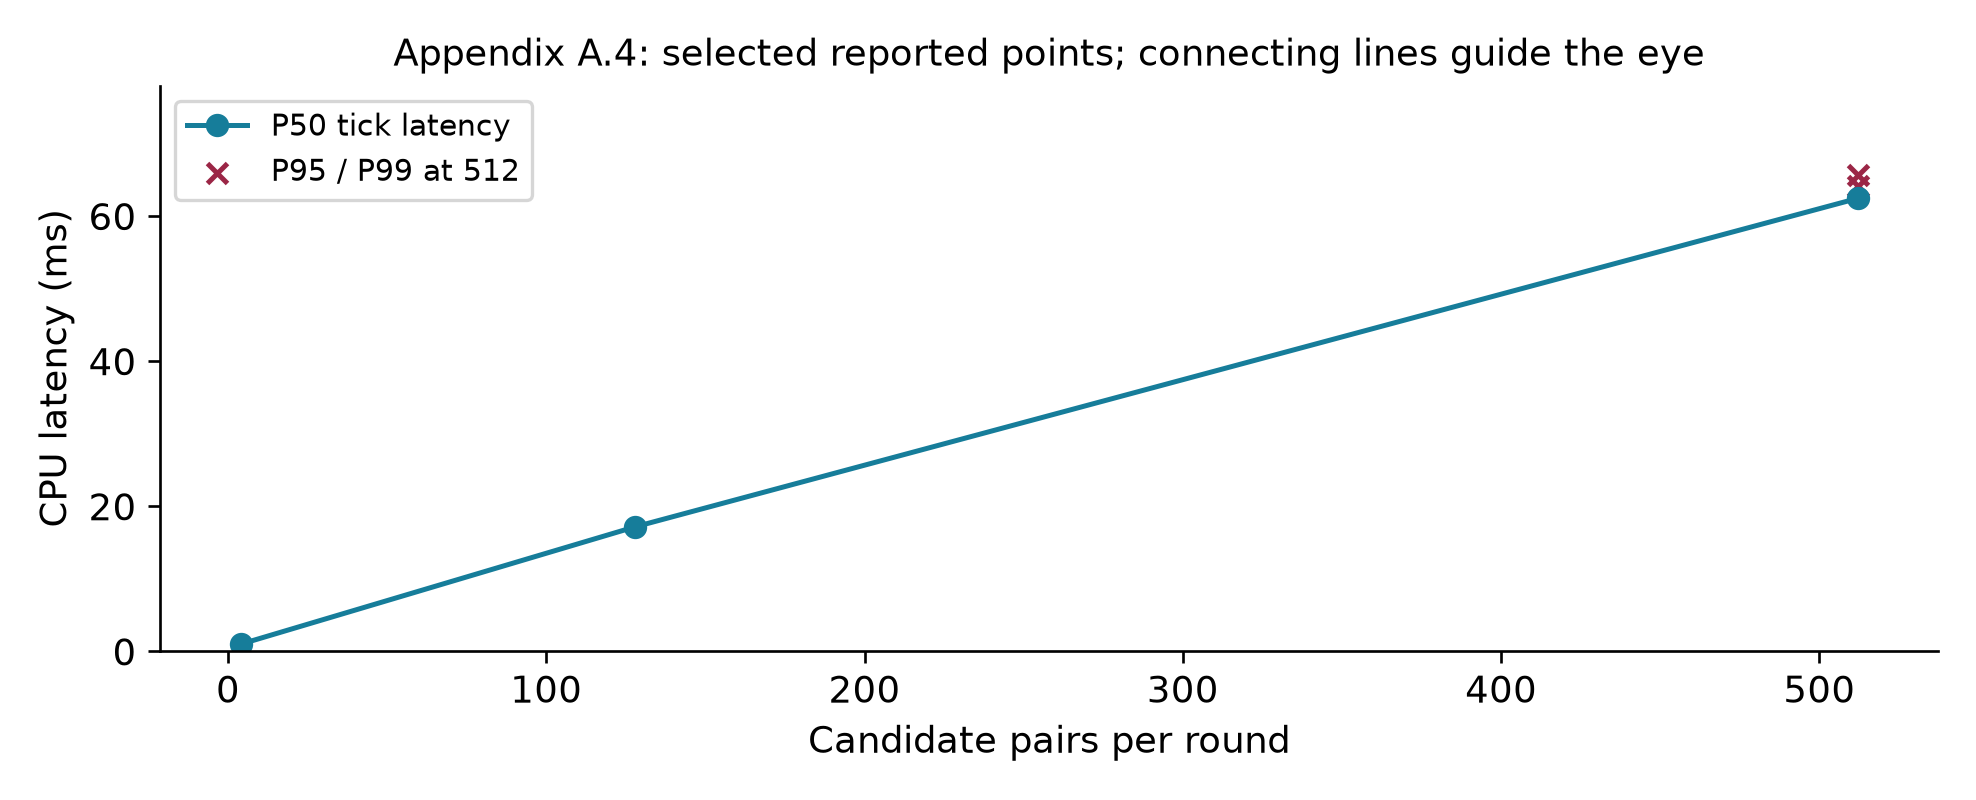 Appendix A.4: selected reported points; connecting lines guide the eye
P50 tick latency
P95 / P99 at 512
CPU latency (ms)
60
40
20
0
0 100 200 300 400 500
Candidate pairs per round